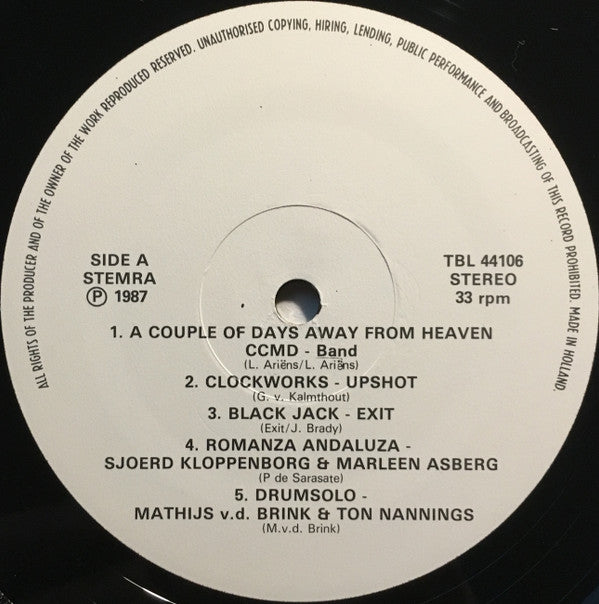 ALL RIGHTS OF THE PRODUCER AND OF THE OWNER OF THE WORK REPRODUCED RESERVED. UNAUTHORISED COPYING, HIRING, LENDING, PUBLIC PERFORMANCE AND BROADCASTING OF THIS RECORD PROHIBITED. MADE IN HOLLAND.
SIDE A
STEMRA
Ⓟ 1987
TBL 44106
STEREO
33 rpm
1. A COUPLE OF DAYS AWAY FROM HEAVEN
CCMD - Band
(L. Ariëns/L. Ariëns)
2. CLOCKWORKS - UPSHOT
(G. v. Kalmthout)
3. BLACK JACK - EXIT
(Exit/J. Brady)
4. ROMANZA ANDALUZA -
SJOERD KLOPPENBORG & MARLEEN ASBERG
(P de Sarasate)
5. DRUMSOLO -
MATHIJS v.d. BRINK & TON NANNINGS
(M.v.d. Brink)